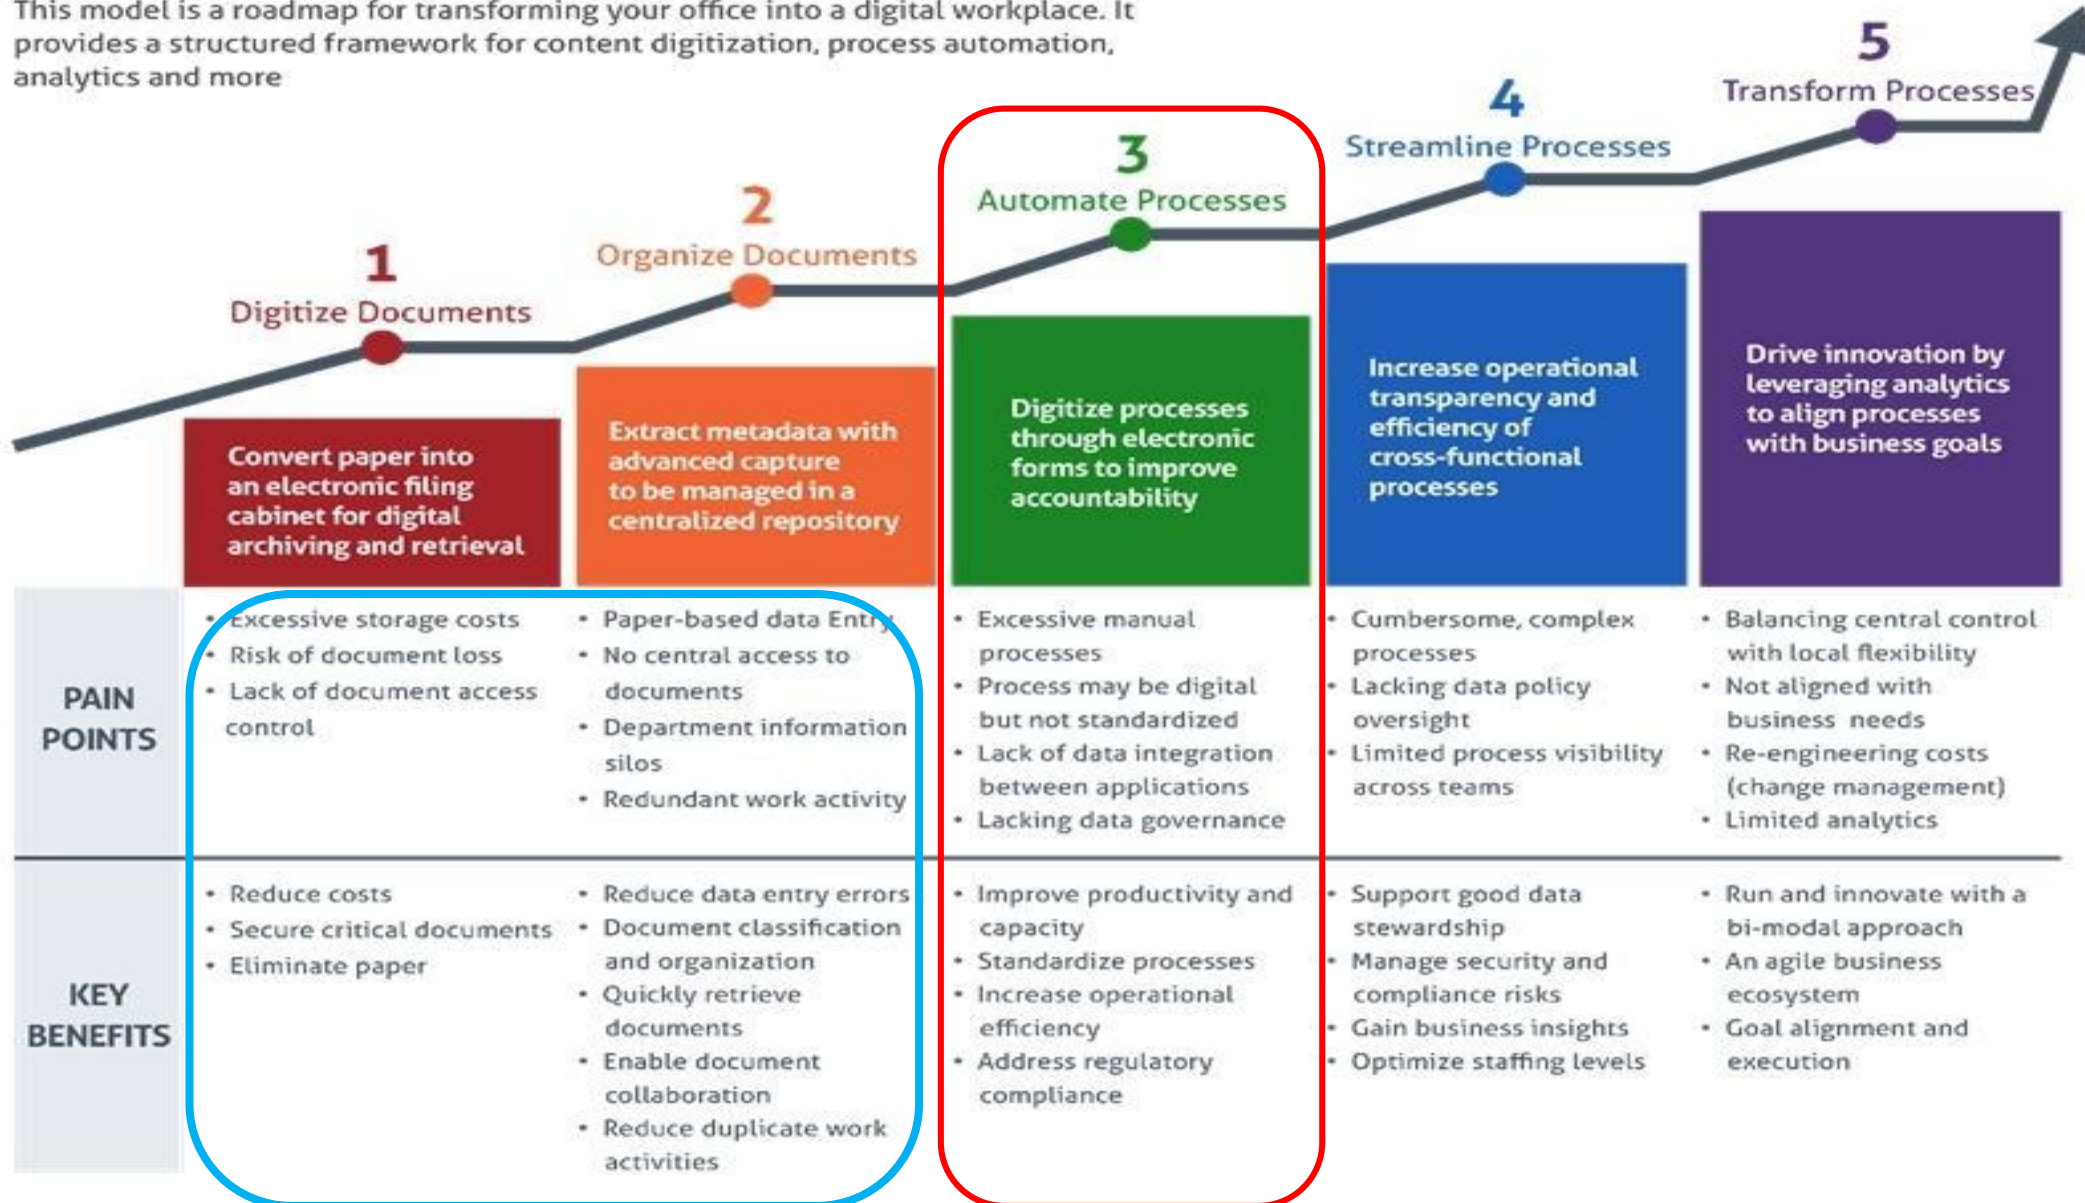 This model is a roadmap for transforming your office into a digital workplace. It
provides a structured framework for content digitization, process automation,
analytics and more
1
Digitize Documents
2
Organize Documents
3
Automate Processes
4
Streamline Processes
5
Transform Processes
Convert paper into
an electronic filing
cabinet for digital
archiving and retrieval
Extract metadata with
advanced capture
to be managed in a
centralized repository
Digitize processes
through electronic
forms to improve
accountability
Increase operational
transparency and
efficiency of
cross-functional
processes
Drive innovation by
leveraging analytics
to align processes
with business goals
PAIN
POINTS
• Excessive storage costs
• Risk of document loss
• Lack of document access
control
• Paper-based data Entry
• No central access to
documents
• Department information
silos
• Redundant work activity
• Excessive manual
processes
• Process may be digital
but not standardized
• Lack of data integration
between applications
• Lacking data governance
• Cumbersome, complex
processes
• Lacking data policy
oversight
• Limited process visibility
across teams
• Balancing central control
with local flexibility
• Not aligned with
business needs
• Re-engineering costs
(change management)
• Limited analytics
KEY
BENEFITS
• Reduce costs
• Secure critical documents
• Eliminate paper
• Reduce data entry errors
• Document classification
and organization
• Quickly retrieve
documents
• Enable document
collaboration
• Reduce duplicate work
activities
• Improve productivity and
capacity
• Standardize processes
• Increase operational
efficiency
• Address regulatory
compliance
• Support good data
stewardship
• Manage security and
compliance risks
• Gain business insights
• Optimize staffing levels
• Run and innovate with a
bi-modal approach
• An agile business
ecosystem
• Goal alignment and
execution